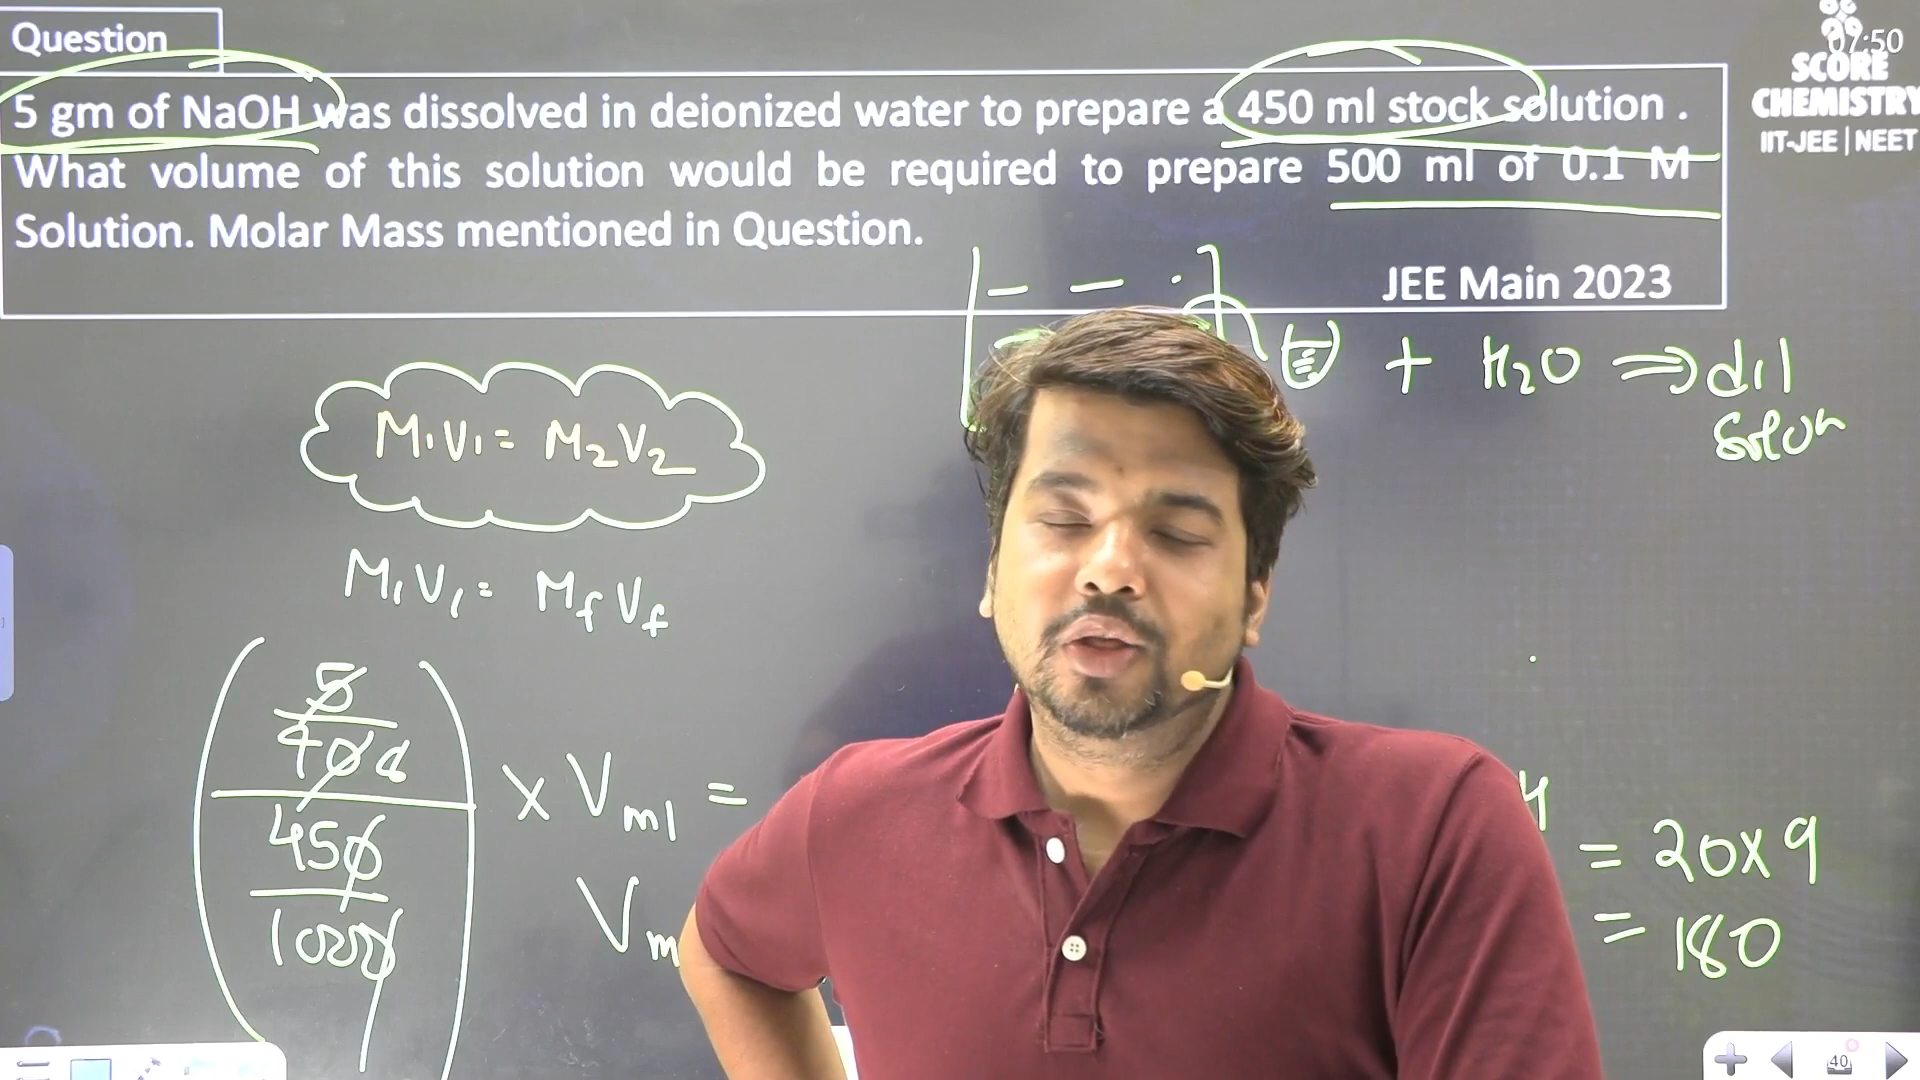 Question
07:50
SCORE
CHEMISTRY
IIT-JEE | NEET
5 gm of NaOH was dissolved in deionized water to prepare a 450 ml stock solution .
What volume of this solution would be required to prepare 500 ml of 0.1 M
Solution. Molar Mass mentioned in Question.
JEE Main 2023
+ H2O ⇒ dil
Soln
M1V1 = M2V2
M1V1 = MfVf
5
40
450
1000
× Vml =
V
= 20×9
= 180
40